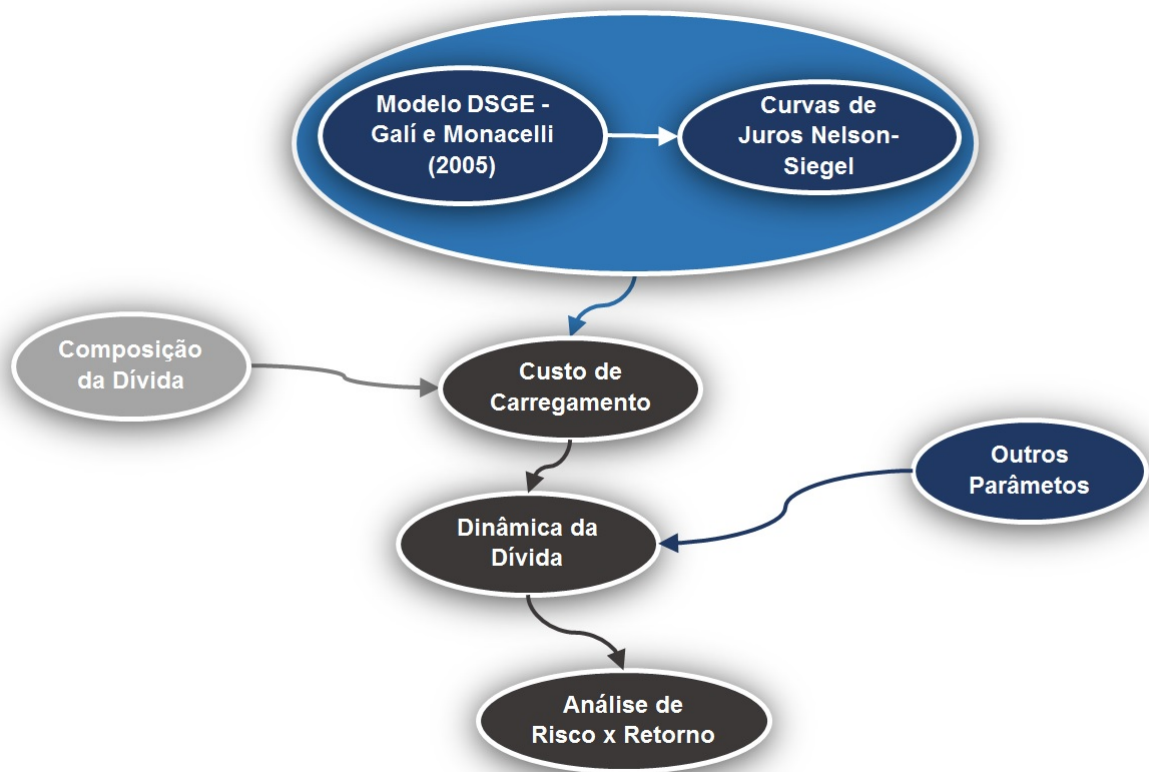 Modelo DSGE -
Galí e Monacelli
(2005)
Curvas de
Juros Nelson-
Siegel
Composição
da Dívida
Custo de
Carregamento
Outros
Parâmetos
Dinâmica da
Dívida
Análise de
Risco x Retorno